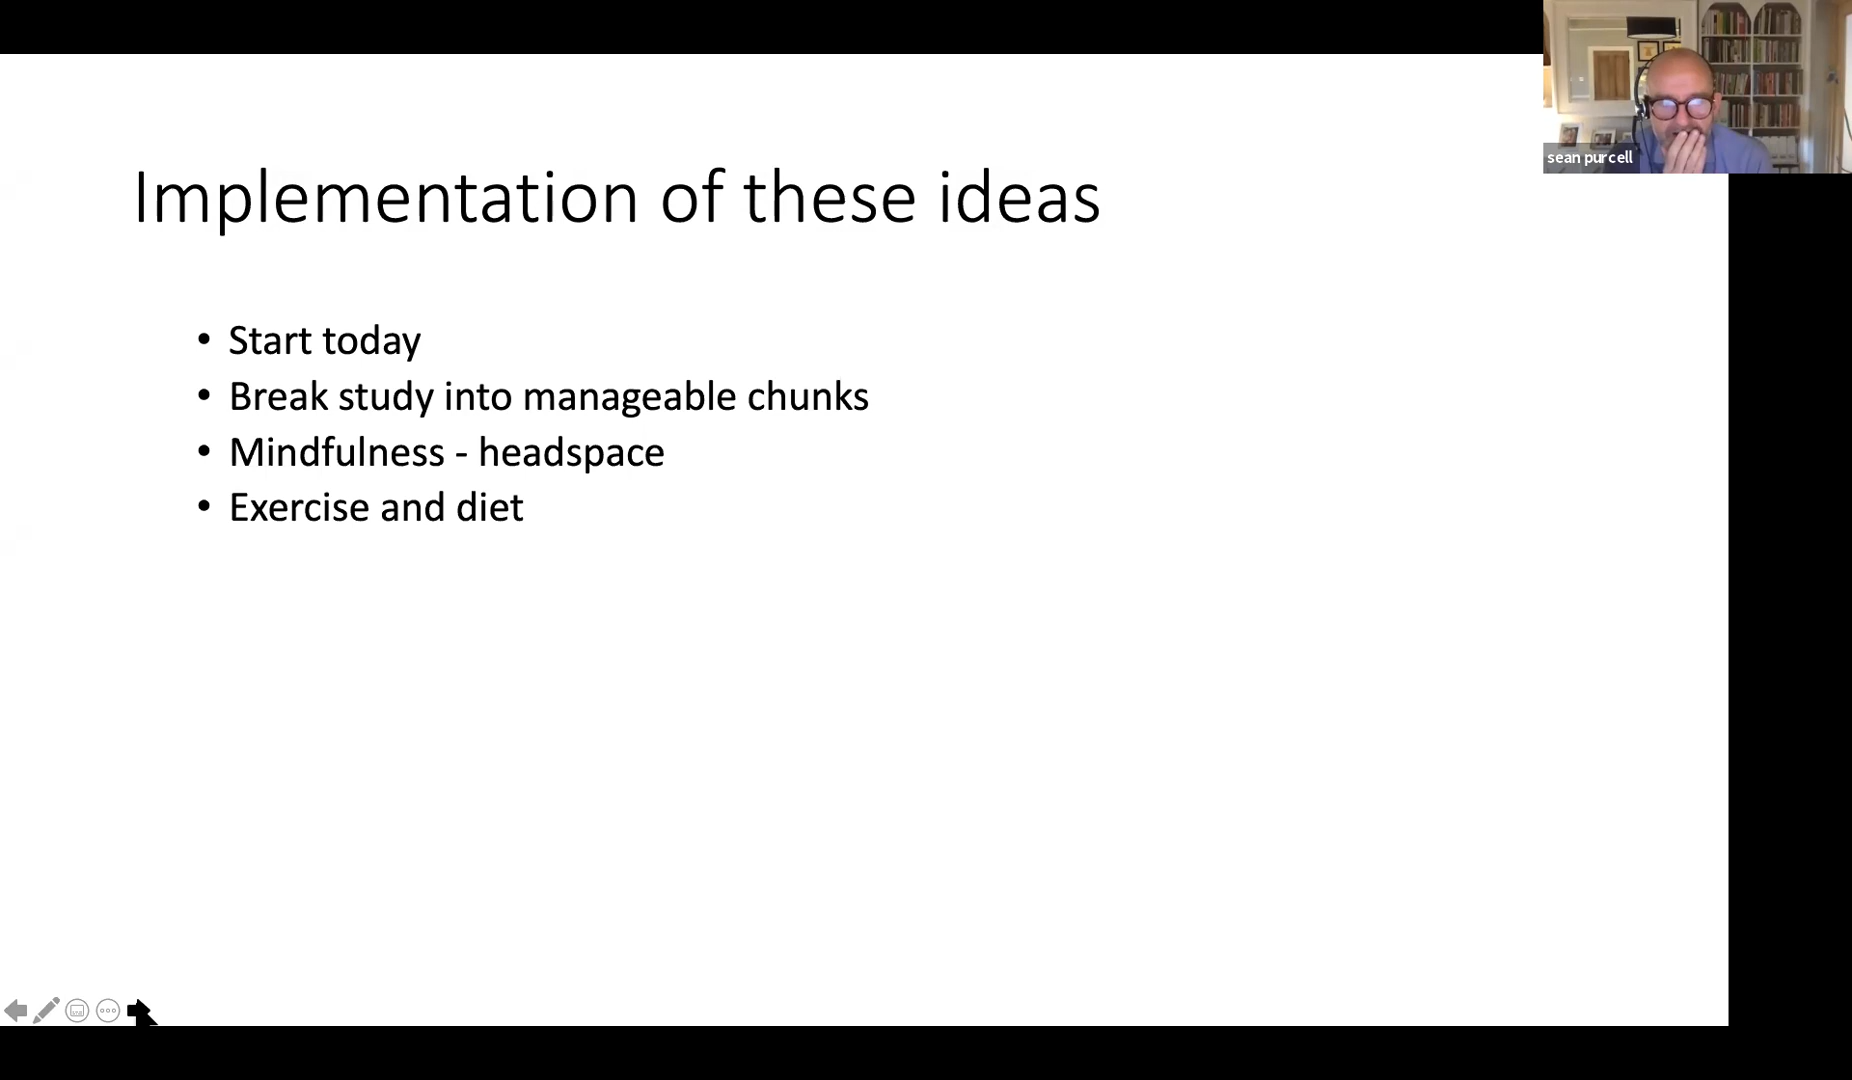 sean purcell
Implementation of these ideas
• Start today
• Break study into manageable chunks
• Mindfulness - headspace
• Exercise and diet